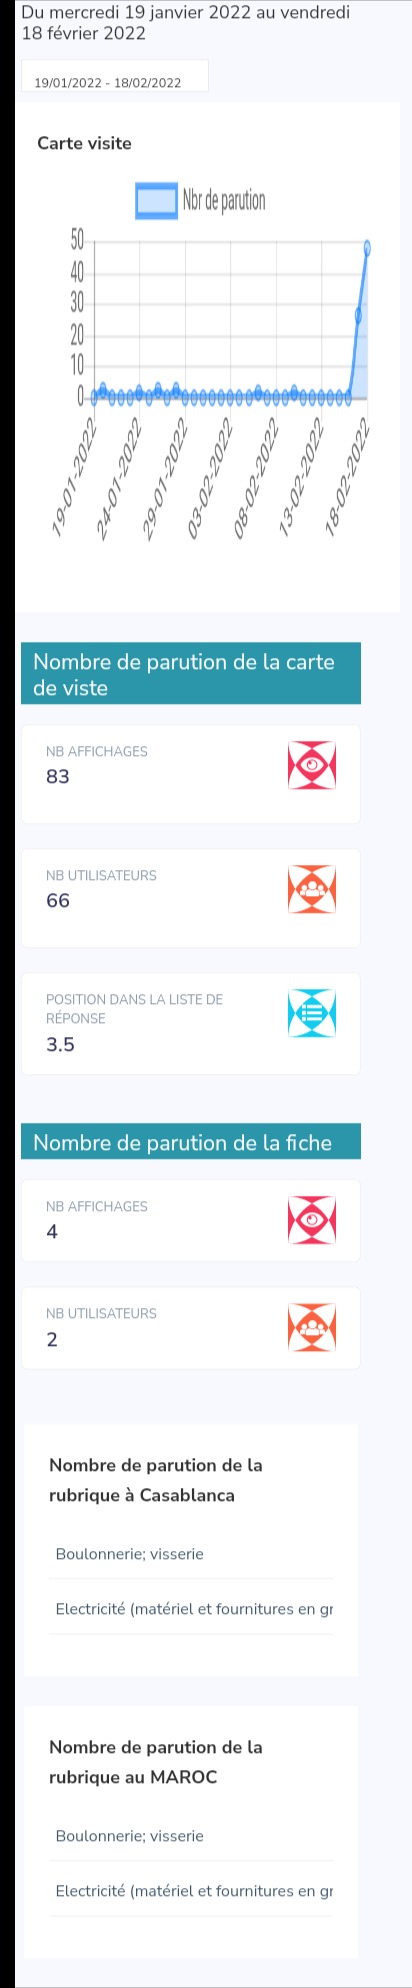 Du mercredi 19 janvier 2022 au vendredi
18 février 2022
19/01/2022 - 18/02/2022
Carte visite
Nbr de parution
50
40
30
20
10
0
19-01-2022
24-01-2022
29-01-2022
03-02-2022
08-02-2022
13-02-2022
18-02-2022
Nombre de parution de la carte
de viste
NB AFFICHAGES
83
NB UTILISATEURS
66
POSITION DANS LA LISTE DE
RÉPONSE
3.5
Nombre de parution de la fiche
NB AFFICHAGES
4
NB UTILISATEURS
2
Nombre de parution de la
rubrique à Casablanca
Boulonnerie; visserie
Electricité (matériel et fournitures en gr
Nombre de parution de la
rubrique au MAROC
Boulonnerie; visserie
Electricité (matériel et fournitures en gr